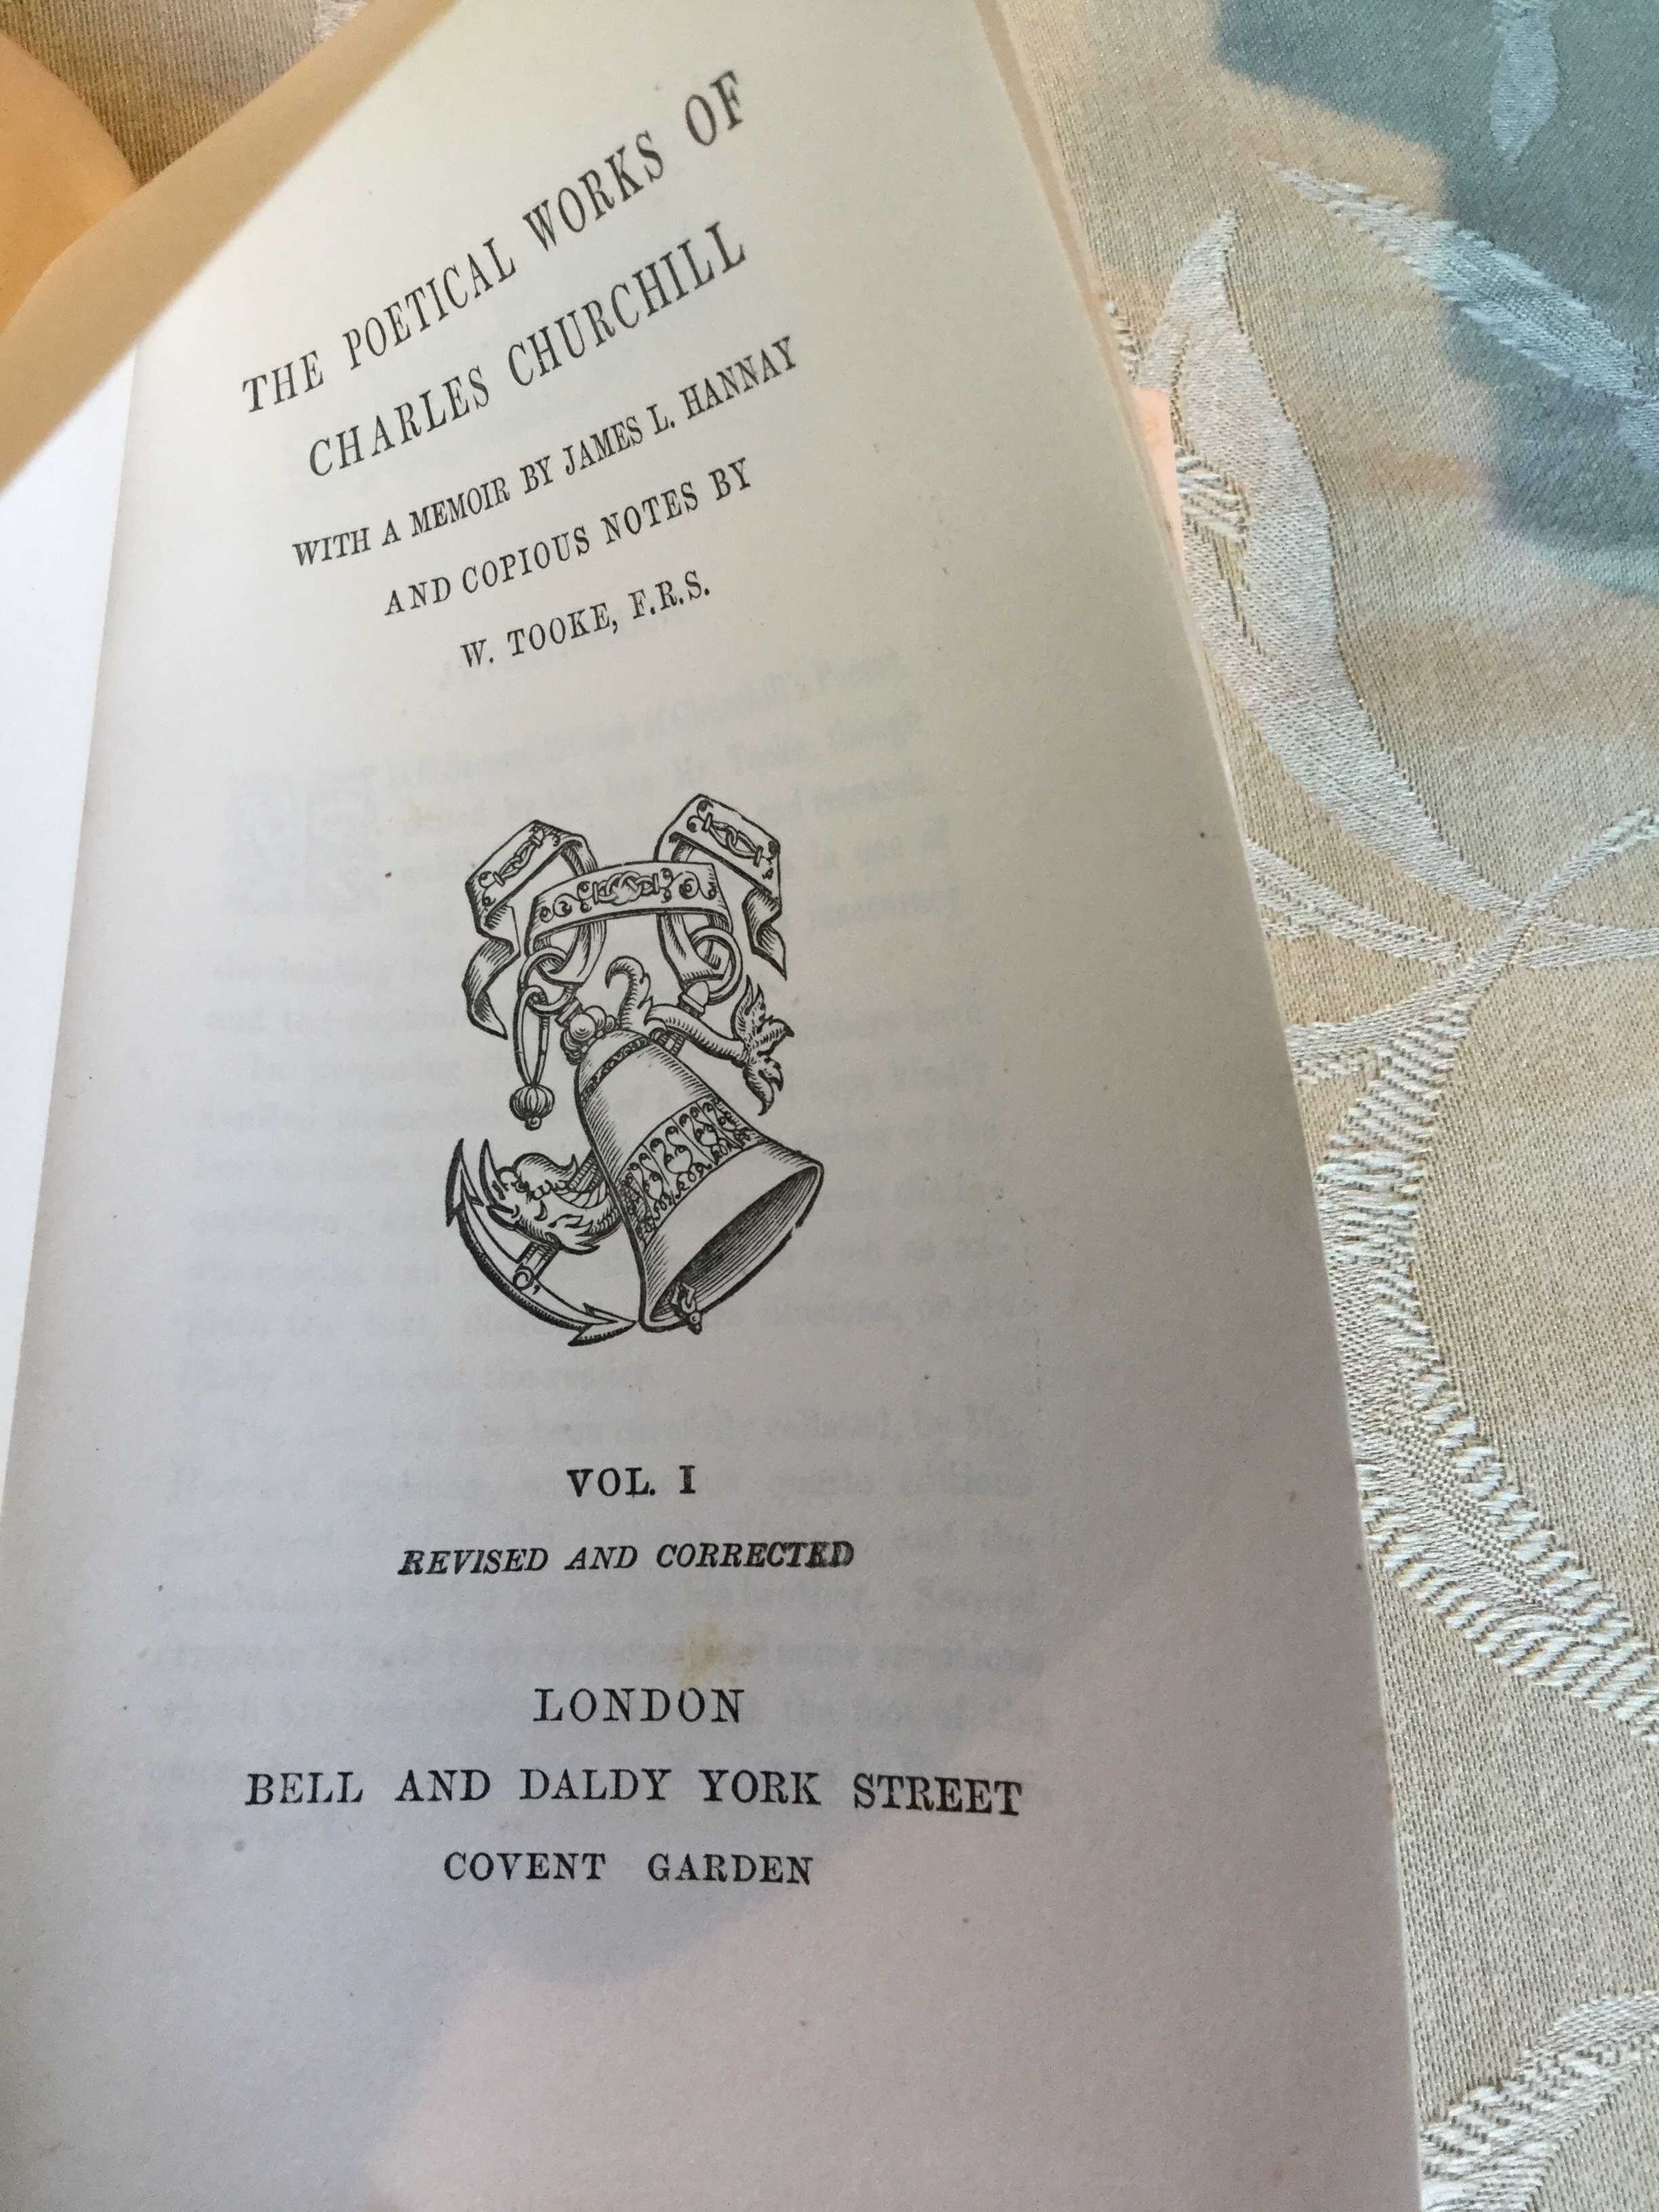 THE POETICAL WORKS OF
CHARLES CHURCHILL
WITH A MEMOIR BY JAMES L. HANNAY
AND COPIOUS NOTES BY
W. TOOKE, F.R.S.
VOL. I
REVISED AND CORRECTED
LONDON
BELL AND DALDY YORK STREET
COVENT GARDEN